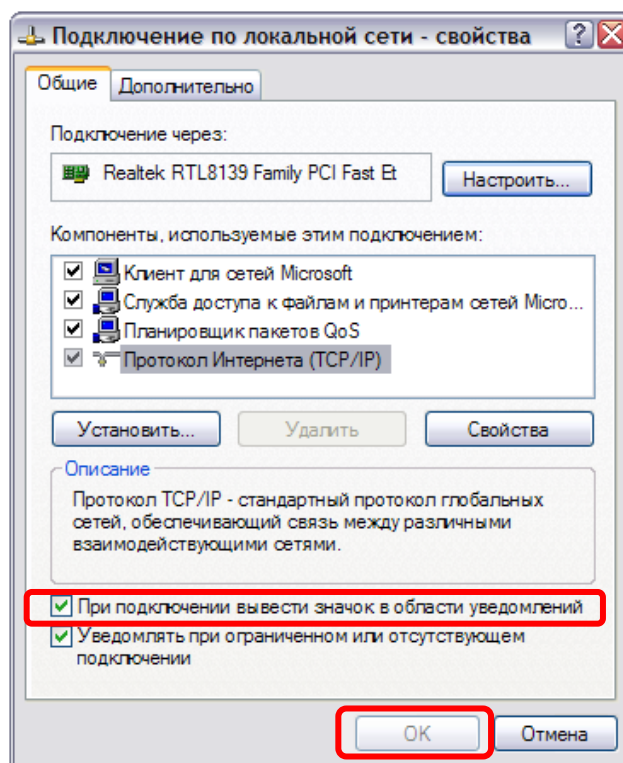 Подключение по локальной сети - свойства
Общие
Дополнительно
Подключение через:
Realtek RTL8139 Family PCI Fast Et
Настроить...
Компоненты, используемые этим подключением:
Клиент для сетей Microsoft
Служба доступа к файлам и принтерам сетей Micro...
Планировщик пакетов QoS
Протокол Интернета (TCP/IP)
Установить...
Удалить
Свойства
Описание
Протокол TCP/IP - стандартный протокол глобальных
сетей, обеспечивающий связь между различными
взаимодействующими сетями.
При подключении вывести значок в области уведомлений
Уведомлять при ограниченном или отсутствующем
подключении
OK
Отмена